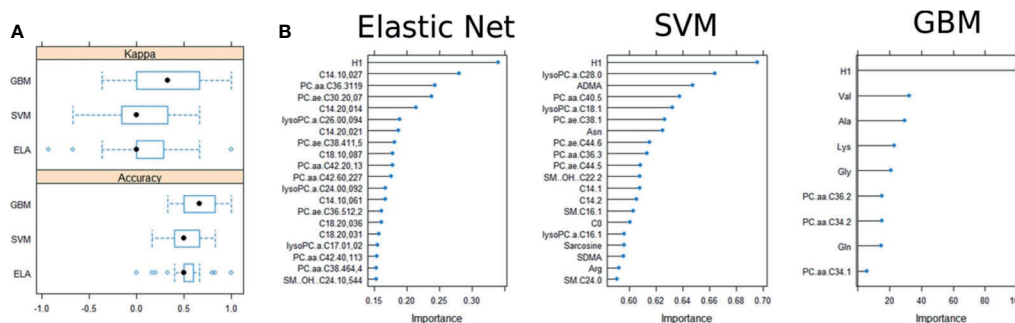 A
Kappa
GBM
SVM
ELA
Accuracy
GBM
SVM
ELA
-1.0 -0.5 0.0 0.5 1.0
B
Elastic Net
H1
C14.10,027
PC.aa.C36.3119
PC.ae.C30.20,07
C14.20,014
lysoPC.a.C26.00,094
C14.20,021
PC.ae.C38.411,5
C18.10,087
PC.aa.C42.20,13
PC.aa.C42.60,227
lysoPC.a.C24.00,092
C14.10,061
PC.ae.C36.512,2
C18.20,036
C18.20,031
lysoPC.a.C17.01,02
PC.aa.C42.40,113
PC.aa.C38.464,4
SM..OH..C24.10,544
0.15 0.20 0.25 0.30
Importance
SVM
H1
lysoPC.a.C28.0
ADMA
PC.aa.C40.5
lysoPC.a.C18.1
PC.ae.C38.1
Asn
PC.ae.C44.6
PC.aa.C36.3
PC.ae.C44.5
SM..OH..C22.2
C14.1
C14.2
SM.C16.1
C0
lysoPC.a.C16.1
Sarcosine
SDMA
Arg
SM.C24.0
0.60 0.62 0.64 0.66 0.68 0.70
Importance
GBM
H1
Val
Ala
Lys
Gly
PC.aa.C36.2
PC.aa.C34.2
Gln
PC.aa.C34.1
20 40 60 80 100
Importance